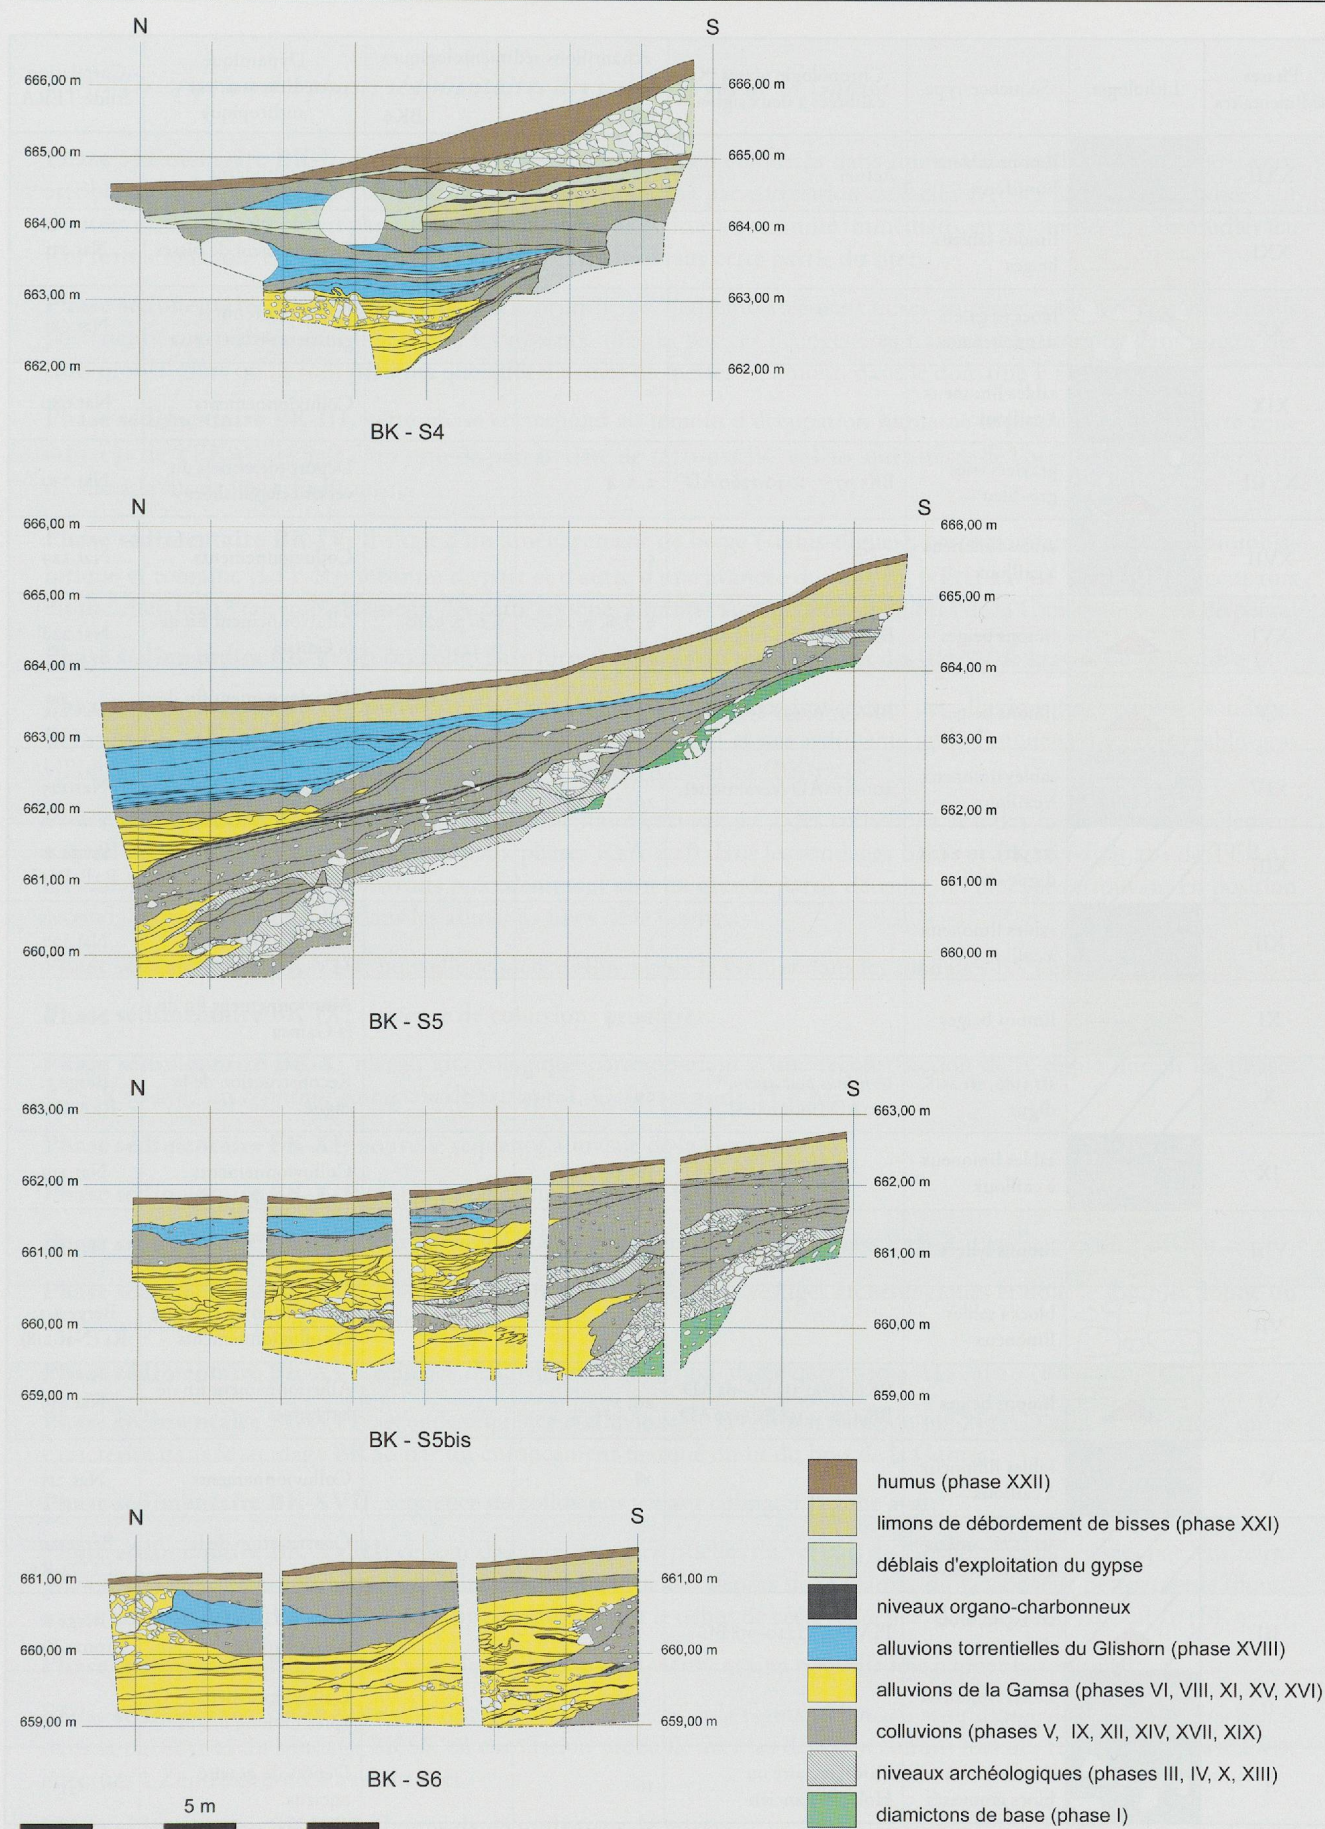 N S
666,00 m 666,00 m
665,00 m 665,00 m
664,00 m 664,00 m
663,00 m 663,00 m
662,00 m 662,00 m
BK - S4
N S
666,00 m 666,00 m
665,00 m 665,00 m
664,00 m 664,00 m
663,00 m 663,00 m
662,00 m 662,00 m
661,00 m 661,00 m
660,00 m 660,00 m
BK - S5
N S
663,00 m 663,00 m
662,00 m 662,00 m
661,00 m 661,00 m
660,00 m 660,00 m
659,00 m 659,00 m
BK - S5bis
N S
661,00 m 661,00 m
660,00 m 660,00 m
659,00 m 659,00 m
BK - S6
5 m
humus (phase XXII)
limons de débordement de bisses (phase XXI)
déblais d'exploitation du gypse
niveaux organo-charbonneux
alluvions torrentielles du Glishorn (phase XVIII)
alluvions de la Gamsa (phases VI, VIII, XI, XV, XVI)
colluvions (phases V, IX, XII, XIV, XVII, XIX)
niveaux archéologiques (phases III, IV, X, XIII)
diamictons de base (phase I)